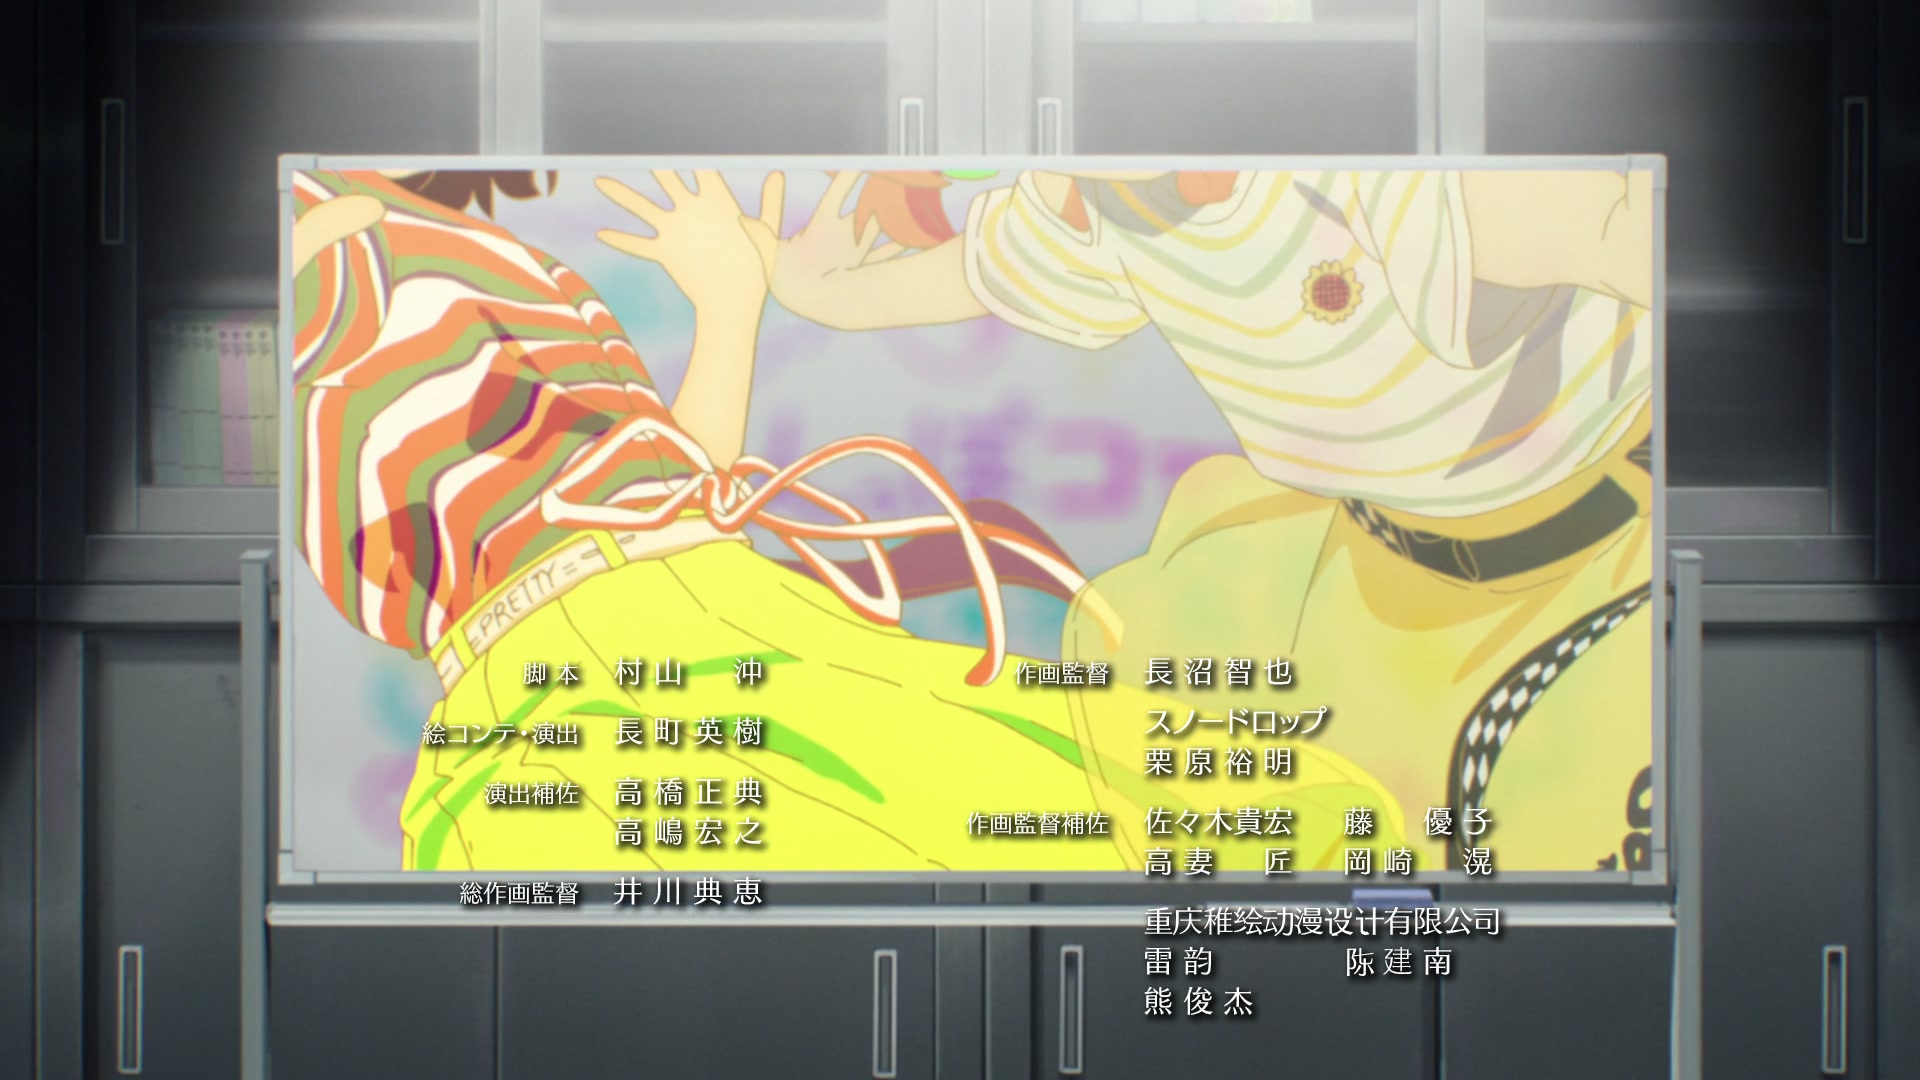 =PRETTY=
脚本 村山 沖
絵コンテ・演出 長町英樹
演出補佐 高橋正典
高嶋宏之
総作画監督 井川典恵
作画監督 長沼智也
スノードロップ
栗原裕明
作画監督補佐 佐々木貴宏 藤 優子
高妻 匠 岡崎 滉
重庆稚绘动漫设计有限公司
雷韵 陈建南
熊俊杰